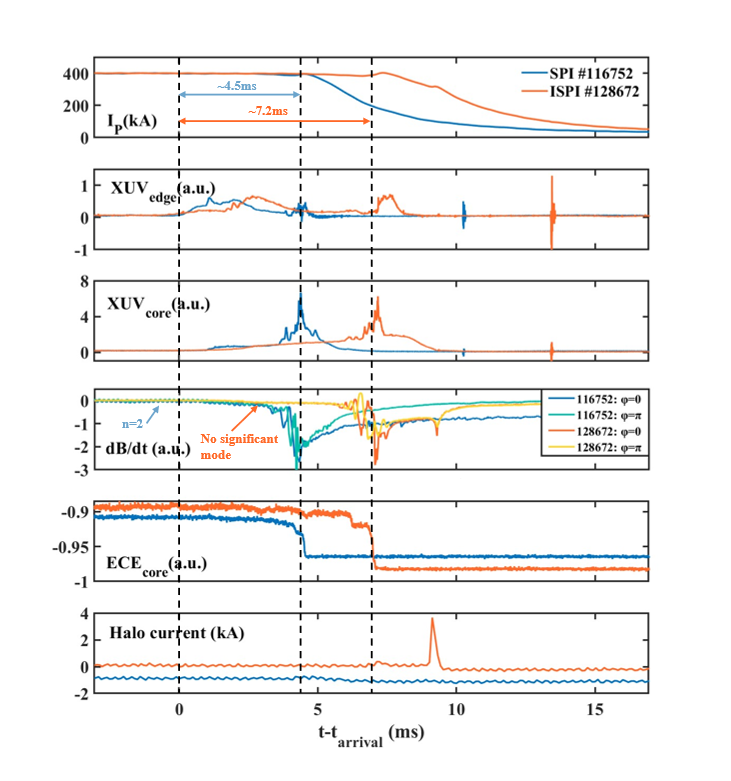 400
200
0
I_P(kA)
~4.5ms
~7.2ms
SPI #116752
ISPI #128672
1
0
-1
XUV_edge(a.u.)
8
4
0
XUV_core(a.u.)
0
-1
-2
-3
n=2
dB/dt (a.u.)
No significant
mode
116752: φ=0
116752: φ=π
128672: φ=0
128672: φ=π
-0.9
-0.95
-1
ECE_core(a.u.)
4
2
0
-2
Halo current (kA)
0
5
10
15
t-t_arrival (ms)